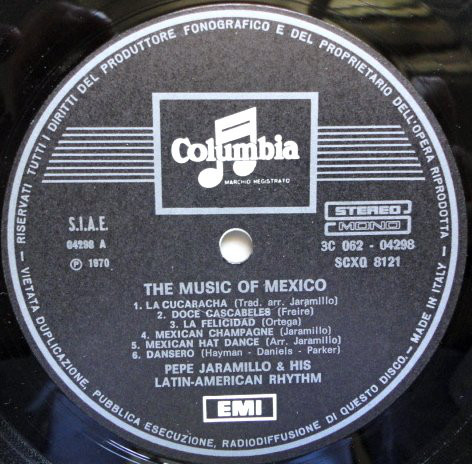 RISERVATI TUTTI I DIRITTI DEL PRODUTTORE FONOGRAFICO E DEL PROPRIETARIO DELL'OPERA RIPRODOTTA
Columbia
MARCHIO REGISTRATO
S.I.A.E.
04298 A
Ⓟ 1970
STEREO
MONO
3C 062 - 04298
SCXQ 8121
THE MUSIC OF MEXICO
1. LA CUCARACHA (Trad. arr. Jaramillo)
2. DOCE CASCABELES (Freire)
3. LA FELICIDAD (Ortega)
4. MEXICAN CHAMPAGNE (Jaramillo)
5. MEXICAN HAT DANCE (Arr. Jaramillo)
6. DANSERO (Hayman - Daniels - Parker)
PEPE JARAMILLO & HIS
LATIN-AMERICAN RHYTHM
EMI
VIETATA DUPLICAZIONE, PUBBLICA ESECUZIONE, RADIODIFFUSIONE DI QUESTO DISCO. - MADE IN ITALY -